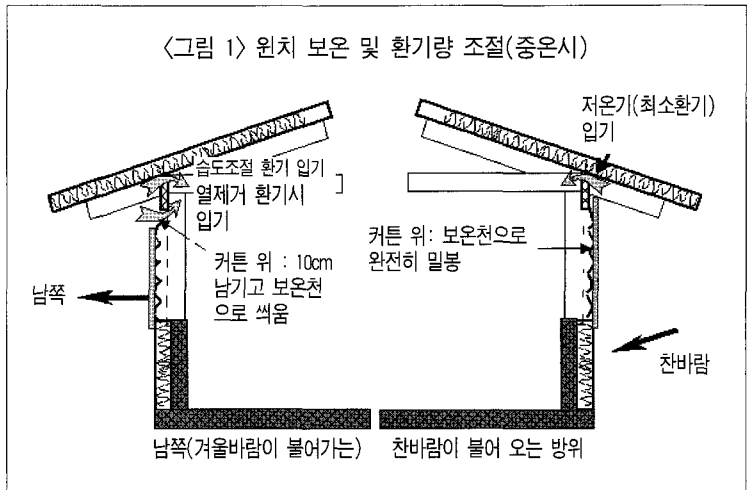 〈그림 1〉 윈치 보온 및 환기량 조절(중온시)
저온기(최소환기)
입기
습도조절 환기 입기
열제거 환기시
입기
커튼 위 : 10cm
남기고 보온천
으로 씌움
커튼 위: 보온천으로
완전히 밀봉
남쪽
찬바람
남쪽(겨울바람이 불어가는)
찬바람이 불어 오는 방위